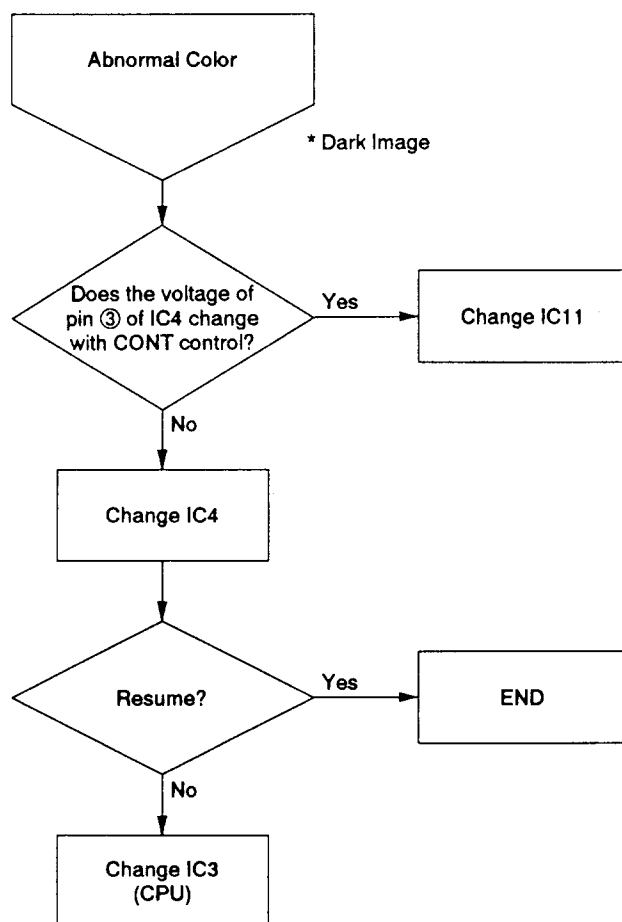 Abnormal Color
* Dark Image
Does the voltage of
pin ③ of IC4 change
with CONT control?
Yes
Change IC11
No
Change IC4
Resume?
Yes
END
No
Change IC3
(CPU)